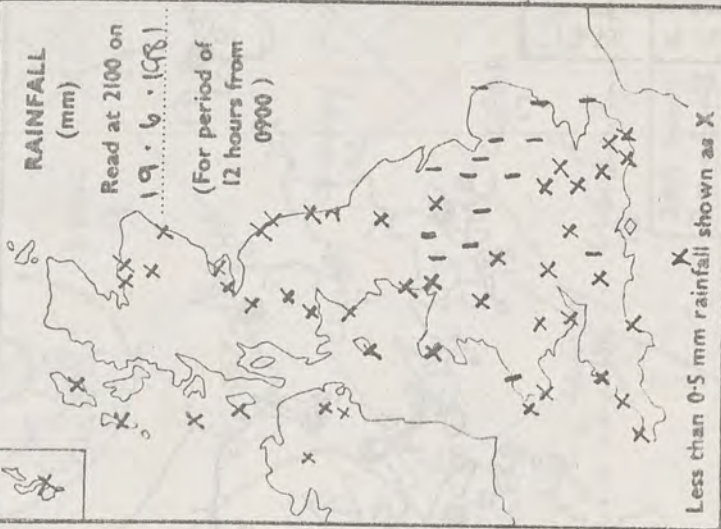 RAINFALL
(mm)
Read at 2100 on
19 . 6 . 1981
(For period of
12 hours from
0900 )
Less than 0·5 mm rainfall shown as X